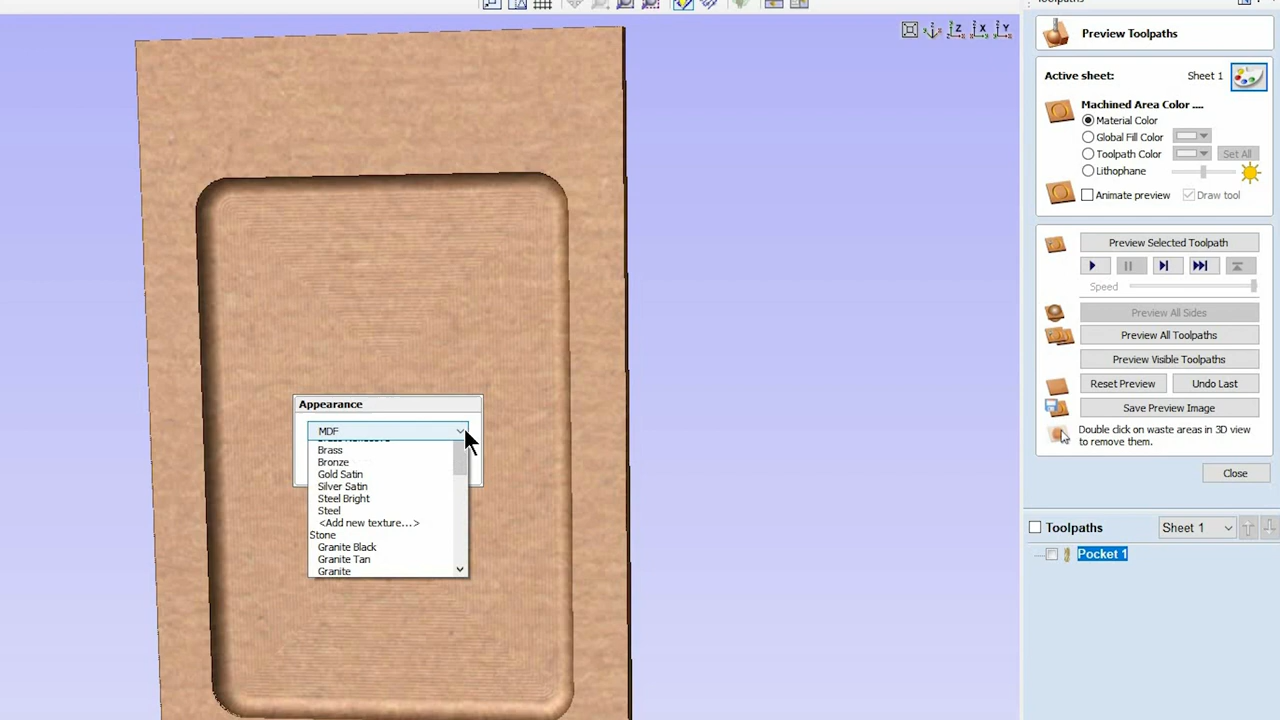 Toolpaths
Preview Toolpaths
Active sheet: Sheet 1
Machined Area Color ....
Material Color
Global Fill Color
Toolpath Color Set All
Lithophane
Animate preview Draw tool
Preview Selected Toolpath
Speed
Preview All Sides
Preview All Toolpaths
Preview Visible Toolpaths
Reset Preview Undo Last
Save Preview Image
Double click on waste areas in 3D view
to remove them.
Close
Toolpaths Sheet 1
Pocket 1
Z X Y
Appearance
MDF
Brass
Bronze
Gold Satin
Silver Satin
Steel Bright
Steel
<Add new texture...>
Stone
Granite Black
Granite Tan
Granite